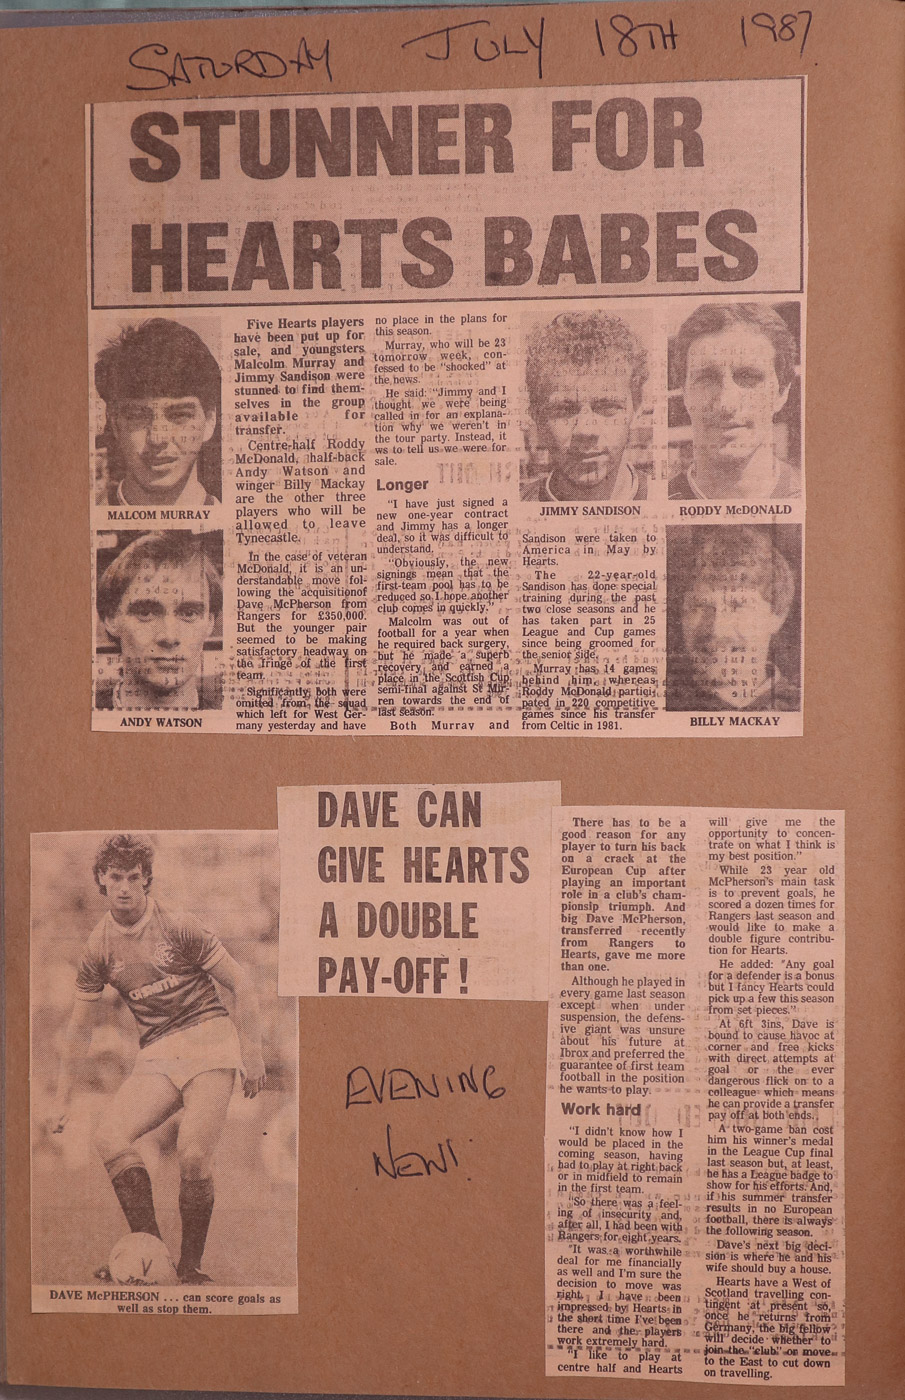 SATURDAY JULY 18TH 1987
STUNNER FOR
HEARTS BABES
MALCOM MURRAY
ANDY WATSON
Five Hearts players
have been put up for
sale, and youngsters
Malcolm Murray and
Jimmy Sandison were
stunned to find them-
selves in the group
available for
transfer.
Centre-half Roddy
McDonald, half-back
Andy Watson and
winger Billy Mackay
are the other three
players who will be
allowed to leave
Tynecastle.
In the case of veteran
McDonald, it is an un-
derstandable move fol-
lowing the acquisitionof
Dave McPherson from
Rangers for £350,000.
But the younger pair
seemed to be making
satisfactory headway on
the fringe of the first
team.
Significantly, both were
omitted from the squad
which left for West Ger-
many yesterday and have
no place in the plans for
this season.
Murray, who will be 23
tomorrow week, con-
fessed to be "shocked" at
the news.
He said: "Jimmy and I
thought we were being
called in for an explana-
tion why we weren't in
the tour party. Instead, it
ws to tell us we were for
sale.
Longer
"I have just signed a
new one-year contract
and Jimmy has a longer
deal, so it was difficult to
understand.
"Obviously, the new
signings mean that the
first-team pool has to be
reduced so I hope another
club comes in quickly."
Malcolm was out of
football for a year when
he required back surgery,
but he made a superb
recovery and earned a
place in the Scottish Cup
semi-final against St Mir-
ren towards the end of
last season.
Both Murray and
JIMMY SANDISON
RODDY McDONALD
Sandison were taken to
America in May by
Hearts.
The 22-year-old
Sandison has done special
training during the past
two close seasons and he
has taken part in 25
League and Cup games
since being groomed for
the senior side.
Murray has 14 games
behind him, whereas
Roddy McDonald partici-
pated in 220 competitive
games since his transfer
from Celtic in 1981.
BILLY MACKAY
DAVE CAN
GIVE HEARTS
A DOUBLE
PAY-OFF!
DAVE McPHERSON ... can score goals as
well as stop them.
EVENING
NEWS
There has to be a
good reason for any
player to turn his back
on a crack at the
European Cup after
playing an important
role in a club's cham-
pionsip triumph. And
big Dave McPherson,
transferred recently
from Rangers to
Hearts, gave me more
than one.
Although he played in
every game last season
except when under
suspension, the defens-
ive giant was unsure
about his future at
Ibrox and preferred the
guarantee of first team
football in the position
he wants to play.
Work hard
"I didn't know how I
would be placed in the
coming season, having
had to play at right back
or in midfield to remain
in the first team.
"So there was a feel-
ing of insecurity and,
after all, I had been with
Rangers for eight years.
"It was a worthwhile
deal for me financially
as well and I'm sure the
decision to move was
right. I have been
impressed by Hearts in
the short time I've been
there and the players
work extremely hard.
"I like to play at
centre half and Hearts
will give me the
opportunity to concen-
trate on what I think is
my best position."
While 23 year old
McPherson's main task
is to prevent goals, he
scored a dozen times for
Rangers last season and
would like to make a
double figure contribu-
tion for Hearts.
He added: "Any goal
for a defender is a bonus
but I fancy Hearts could
pick up a few this season
from set pieces."
At 6ft 3ins, Dave is
bound to cause havoc at
corner and free kicks
with direct attempts at
goal or the ever
dangerous flick on to a
colleague which means
he can provide a transfer
pay off at both ends.
A two-game ban cost
him his winner's medal
in the League Cup final
last season but, at least,
he has a League badge to
show for his efforts. And,
if his summer transfer
results in no European
football, there is always
the following season.
Dave's next big deci-
sion is where he and his
wife should buy a house.
Hearts have a West of
Scotland travelling con-
tingent at present so,
once he returns from
Germany, the big fellow
will decide whether to
join the "club" or move
to the East to cut down
on travelling.